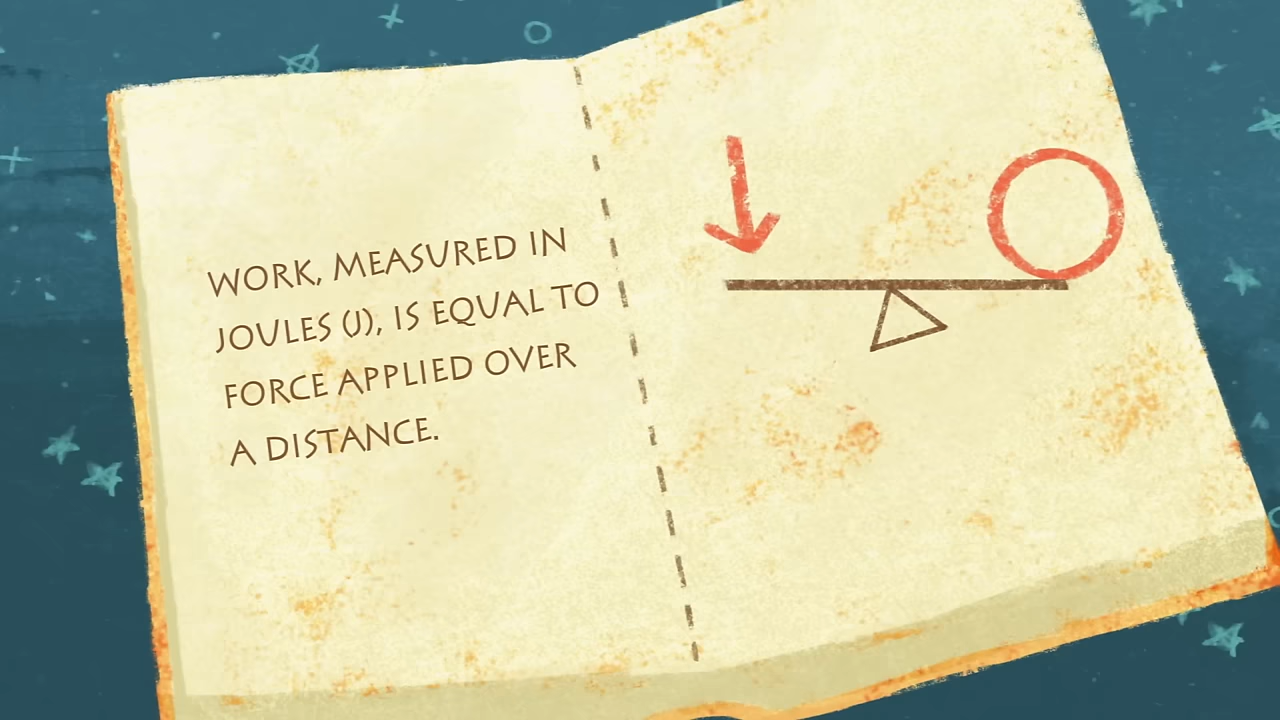 WORK, MEASURED IN
JOULES (J), IS EQUAL TO
FORCE APPLIED OVER
A DISTANCE.